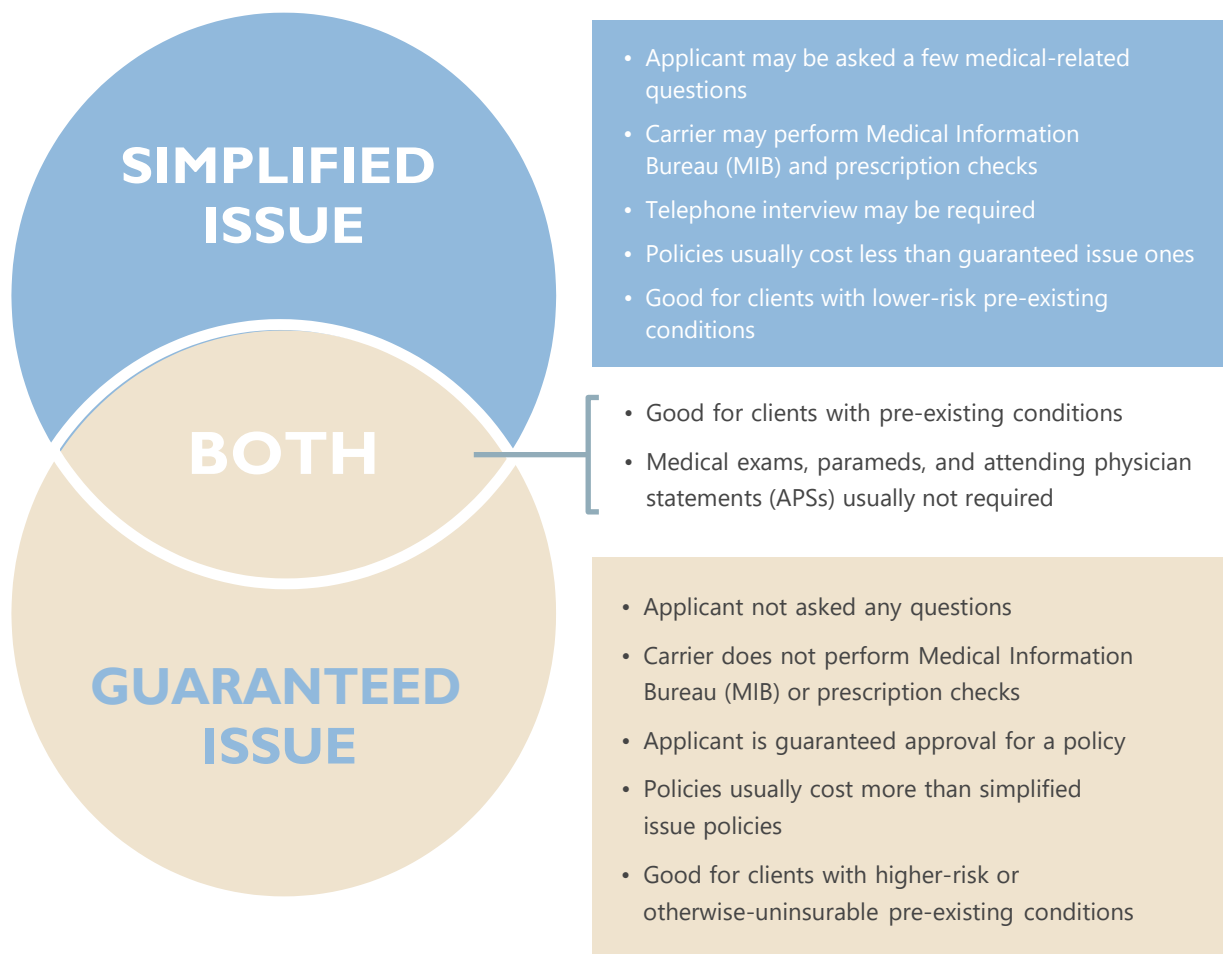 SIMPLIFIED
ISSUE
• Applicant may be asked a few medical-related
questions
• Carrier may perform Medical Information
Bureau (MIB) and prescription checks
• Telephone interview may be required
• Policies usually cost less than guaranteed issue ones
• Good for clients with lower-risk pre-existing
conditions
BOTH
• Good for clients with pre-existing conditions
• Medical exams, parameds, and attending physician
statements (APSs) usually not required
GUARANTEED
ISSUE
• Applicant not asked any questions
• Carrier does not perform Medical Information
Bureau (MIB) or prescription checks
• Applicant is guaranteed approval for a policy
• Policies usually cost more than simplified
issue policies
• Good for clients with higher-risk or
otherwise-uninsurable pre-existing conditions